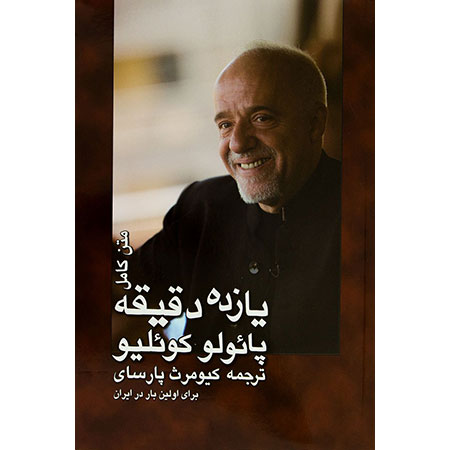 متن کامل
یازده دقیقه
پائولو کوئلیو
ترجمه کیومرث پارسای
برای اولین بار در ایران